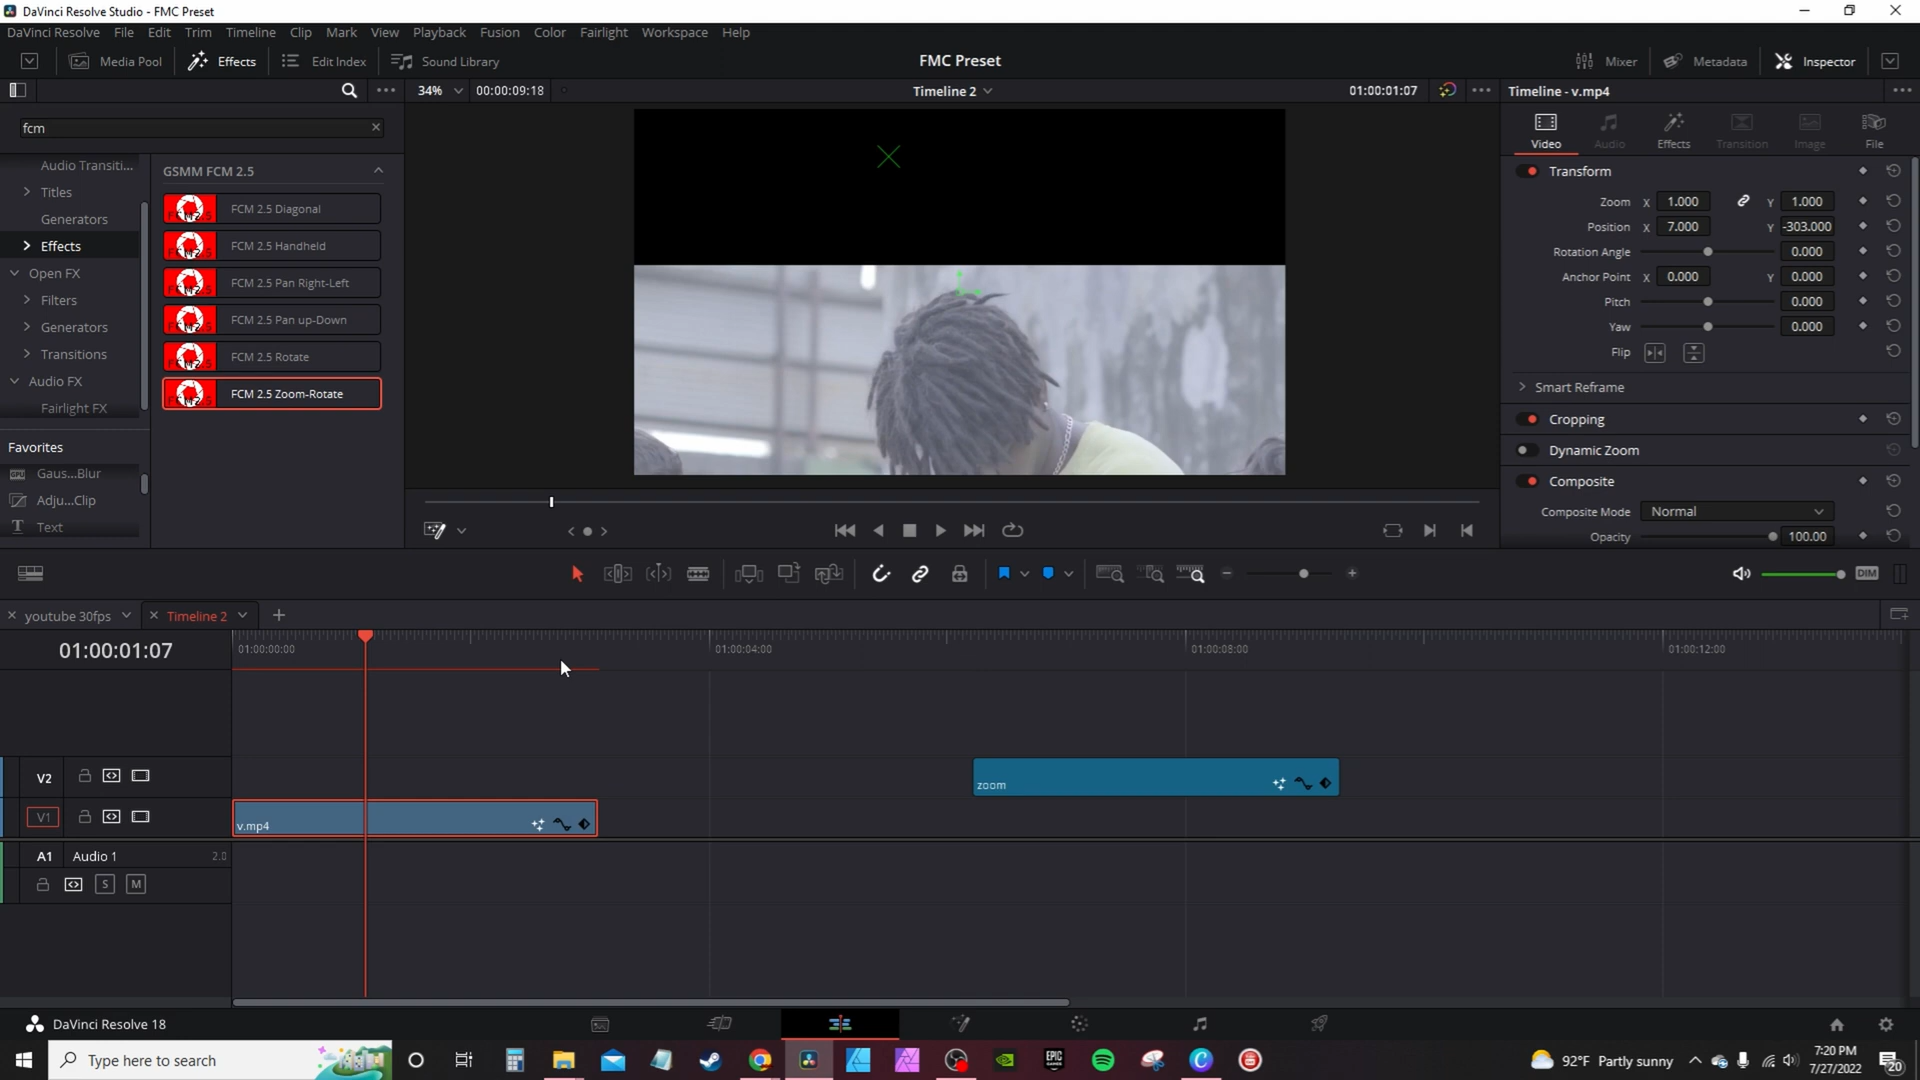 DaVinci Resolve Studio - FMC Preset
DaVinci Resolve File Edit Trim Timeline Clip Mark View Playback Fusion Color Fairlight Workspace Help
Media Pool Effects Edit Index Sound Library FMC Preset Mixer Metadata Inspector
34% 00:00:09:18 Timeline 2 01:00:01:07 Timeline - v.mp4
fcm
Video Audio Effects Transition Image File
Audio Transiti...
Titles
Generators
Effects
Open FX
Filters
Generators
Transitions
Audio FX
Fairlight FX
Favorites
Gaus...Blur
Adju...Clip
Text
GSMM FCM 2.5
FCM 2.5 Diagonal
FCM 2.5 Handheld
FCM 2.5 Pan Right-Left
FCM 2.5 Pan up-Down
FCM 2.5 Rotate
FCM 2.5 Zoom-Rotate
Transform
Zoom X 1.000 Y 1.000
Position X 7.000 Y -303.000
Rotation Angle 0.000
Anchor Point X 0.000 Y 0.000
Pitch 0.000
Yaw 0.000
Flip
Smart Reframe
Cropping
Dynamic Zoom
Composite
Composite Mode Normal
Opacity 100.00
DIM
youtube 30fps Timeline 2
01:00:01:07 01:00:00:00 01:00:04:00 01:00:08:00 01:00:12:00
V2 zoom
V1 v.mp4
A1 Audio 1 2.0
S M
DaVinci Resolve 18
Type here to search
EPIC GAMES
92°F Partly sunny
7:20 PM
7/27/2022
20